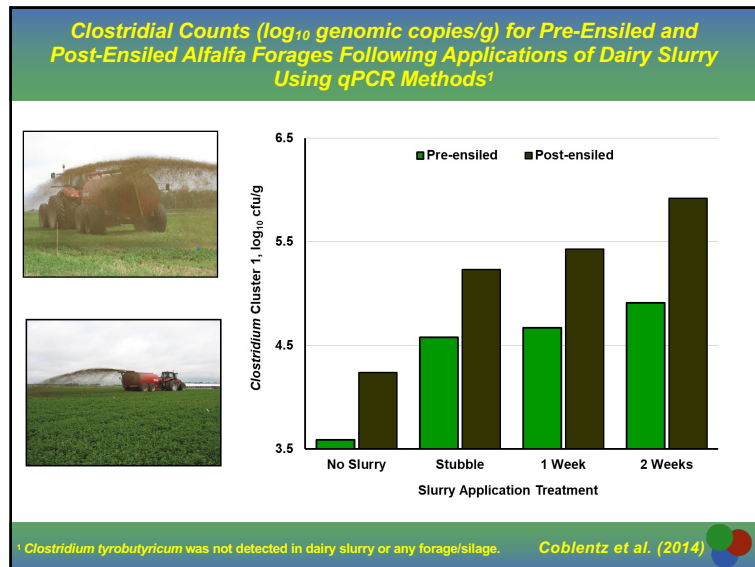 Clostridial Counts (log₁₀ genomic copies/g) for Pre-Ensiled and
Post-Ensiled Alfalfa Forages Following Applications of Dairy Slurry
Using qPCR Methods¹
6.5
5.5
4.5
3.5
Clostridium Cluster 1, log₁₀ cfu/g
Pre-ensiled Post-ensiled
No Slurry Stubble 1 Week 2 Weeks
Slurry Application Treatment
¹ Clostridium tyrobutyricum was not detected in dairy slurry or any forage/silage.
Coblentz et al. (2014)